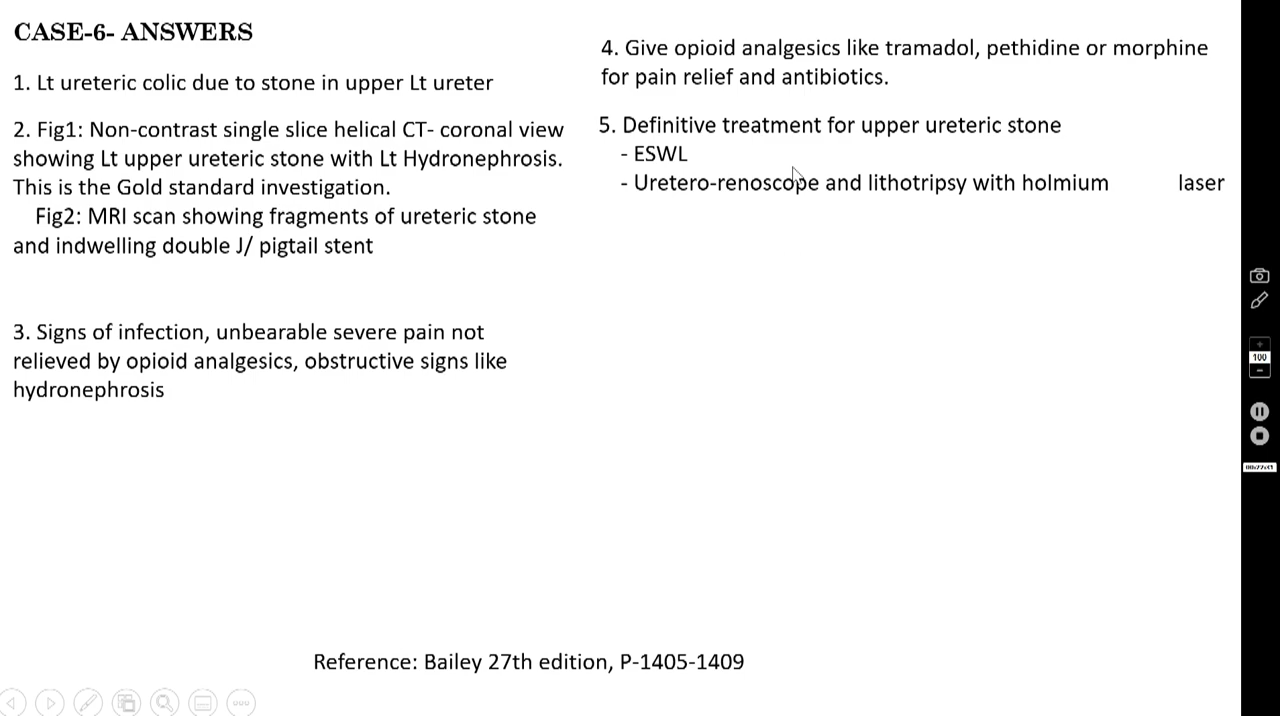 CASE-6- ANSWERS
1. Lt ureteric colic due to stone in upper Lt ureter
2. Fig1: Non-contrast single slice helical CT- coronal view
showing Lt upper ureteric stone with Lt Hydronephrosis.
This is the Gold standard investigation.
Fig2: MRI scan showing fragments of ureteric stone
and indwelling double J/ pigtail stent
3. Signs of infection, unbearable severe pain not
relieved by opioid analgesics, obstructive signs like
hydronephrosis
4. Give opioid analgesics like tramadol, pethidine or morphine
for pain relief and antibiotics.
5. Definitive treatment for upper ureteric stone
- ESWL
- Uretero-renoscope and lithotripsy with holmium laser
Reference: Bailey 27th edition, P-1405-1409
100